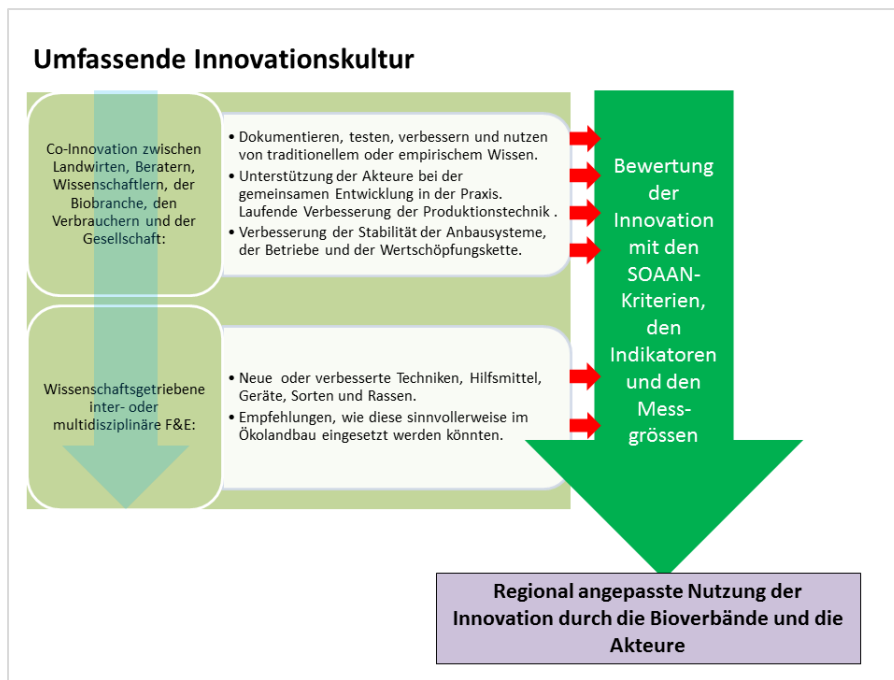 Umfassende Innovationskultur
Co-Innovation zwischen
Landwirten, Beratern,
Wissenschaftlern, der
Biobranche, den
Verbrauchern und der
Gesellschaft:
• Dokumentieren, testen, verbessern und nutzen
von traditionellem oder empirischem Wissen.
• Unterstützung der Akteure bei der
gemeinsamen Entwicklung in der Praxis.
Laufende Verbesserung der Produktionstechnik .
• Verbesserung der Stabilität der Anbausysteme,
der Betriebe und der Wertschöpfungskette.
Wissenschaftsgetriebene
inter- oder
multidisziplinäre F&E:
• Neue oder verbesserte Techniken, Hilfsmittel,
Geräte, Sorten und Rassen.
• Empfehlungen, wie diese sinnvollerweise im
Ökolandbau eingesetzt werden könnten.
Bewertung
der
Innovation
mit den
SOAAN-
Kriterien,
den
Indikatoren
und den
Mess-
grössen
Regional angepasste Nutzung der
Innovation durch die Bioverbände und die
Akteure